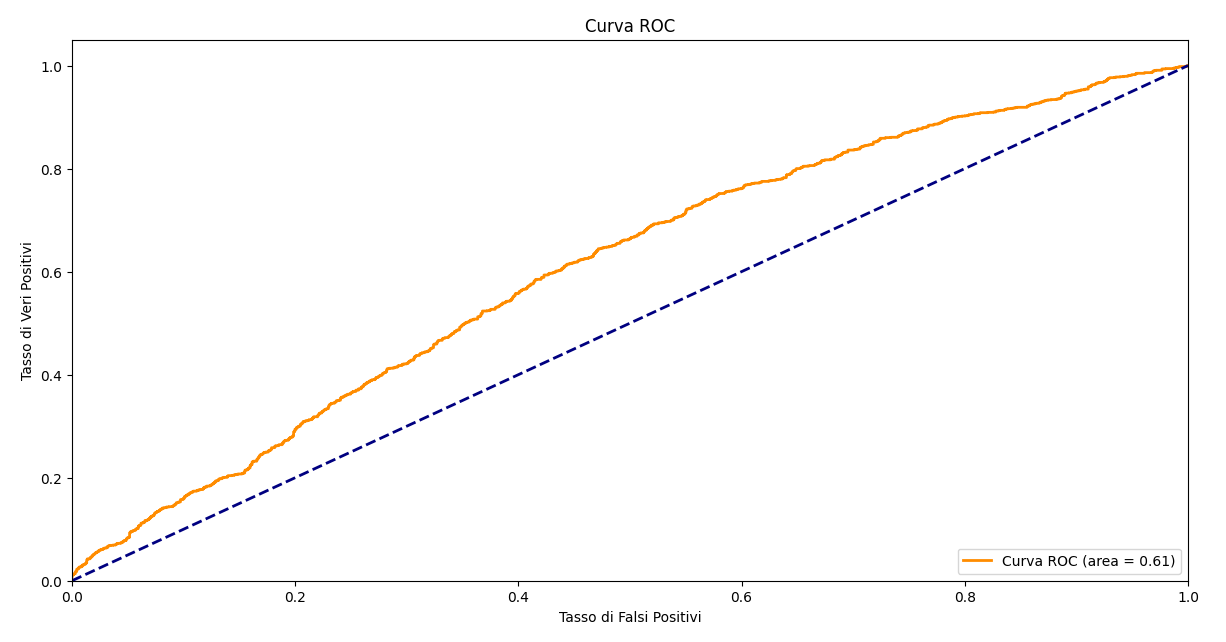 Curva ROC
1.0
0.8
0.6
0.4
0.2
0.0
Tasso di Veri Positivi
0.0 0.2 0.4 0.6 0.8 1.0
Tasso di Falsi Positivi
Curva ROC (area = 0.61)